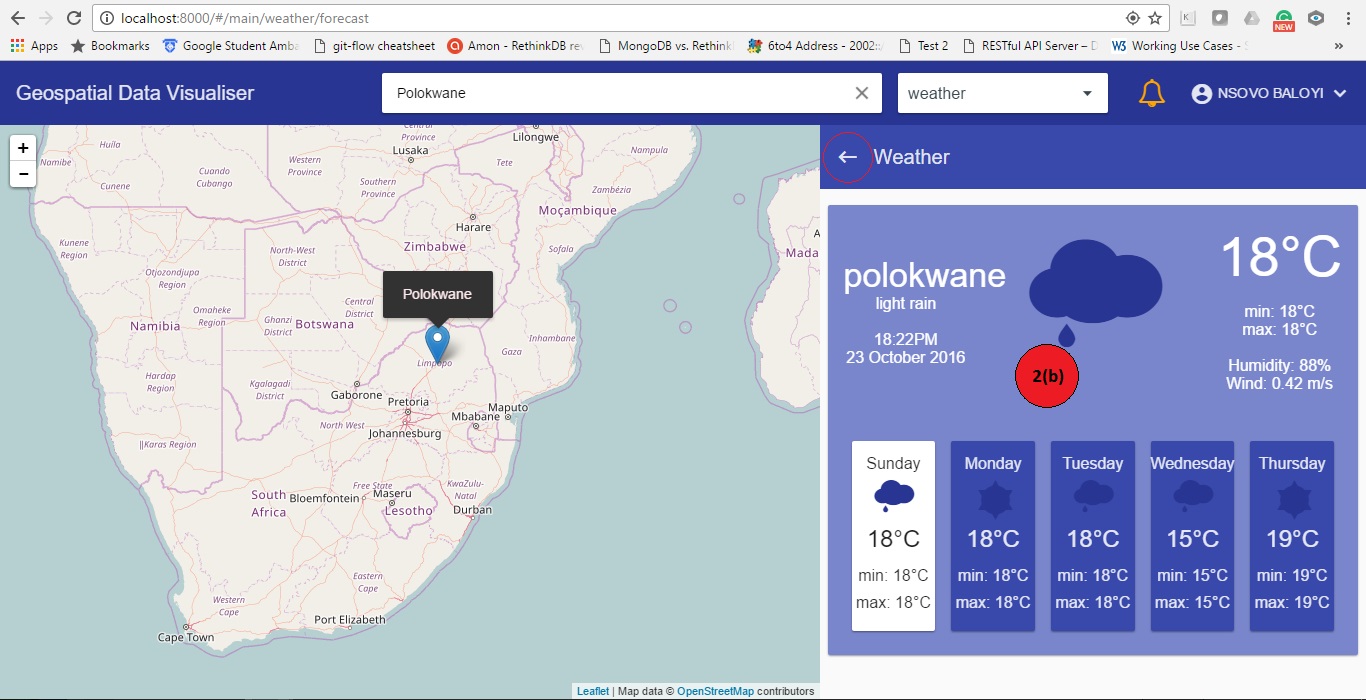 localhost:8000/#/main/weather/forecast
NEW
Apps
Bookmarks
Google Student Amba
git-flow cheatsheet
Amon - RethinkDB re
MongoDB vs. Rethink
6to4 Address - 2002::
Test 2
RESTful API Server – D
W3 Working Use Cases -
»
Geospatial Data Visualiser
Polokwane
weather
NSOVO BALOYI
+
−
Weather
Huíla
Namibe
Cunene
Cuando
Cubango
Western
Province
Central
Province
Lusaka
Southern
Province
Lilongwe
Tete
Nampula
Zambézia
Moçambique
Harare
Zimbabwe
Sofala
Mada
Kunene
Region
Otjozondjupa
Region
North-West
District
Omaheke
Region
Ghanzi
District
Central
District
Botswana
Namibia
Polokwane
Inhambane
Gaza
Limpopo
Hardap
Region
Kgalagadi
District
Gaborone
Pretoria
Maputo
Mbabane
North West
Johannesburg
||Karas Region
Free State
KwaZulu-
Natal
South
Africa
Bloemfontein
Maseru
Lesotho
Durban
Eastern
Cape
Western
Cape
Port Elizabeth
Cape Town
Leaflet | Map data © OpenStreetMap contributors
polokwane
light rain
18:22PM
23 October 2016
2(b)
18°C
min: 18°C
max: 18°C
Humidity: 88%
Wind: 0.42 m/s
Sunday
18°C
min: 18°C
max: 18°C
Monday
18°C
min: 18°C
max: 18°C
Tuesday
18°C
min: 18°C
max: 18°C
Wednesday
15°C
min: 15°C
max: 15°C
Thursday
19°C
min: 19°C
max: 19°C